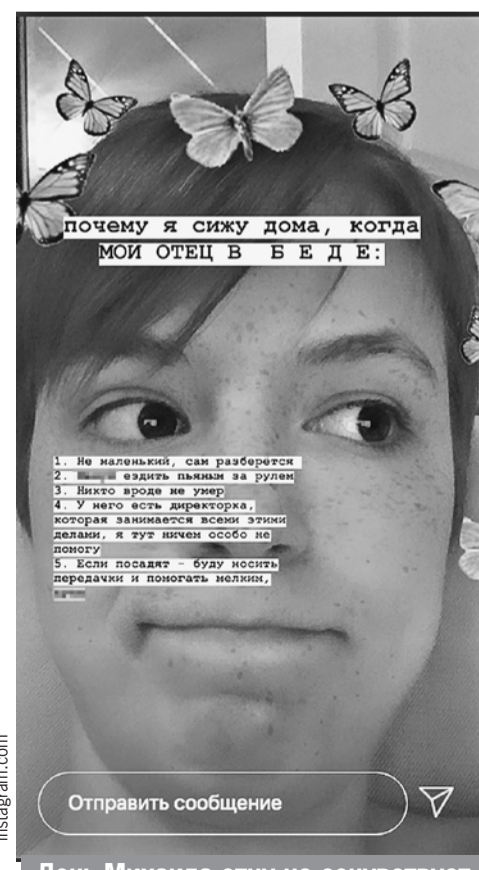 почему я сижу дома, когда
МОЙ ОТЕЦ В Б Е Д Е:
1. Не маленький, сам разберётся
2. ездить пьяным за рулем
3. Никто вроде не умер
4. У него есть директорка,
которая занимается всеми этими
делами, я тут ничем особо не
помогу
5. Если посадят – буду носить
передачки и помогать мелким,
Отправить сообщение
instagram.com